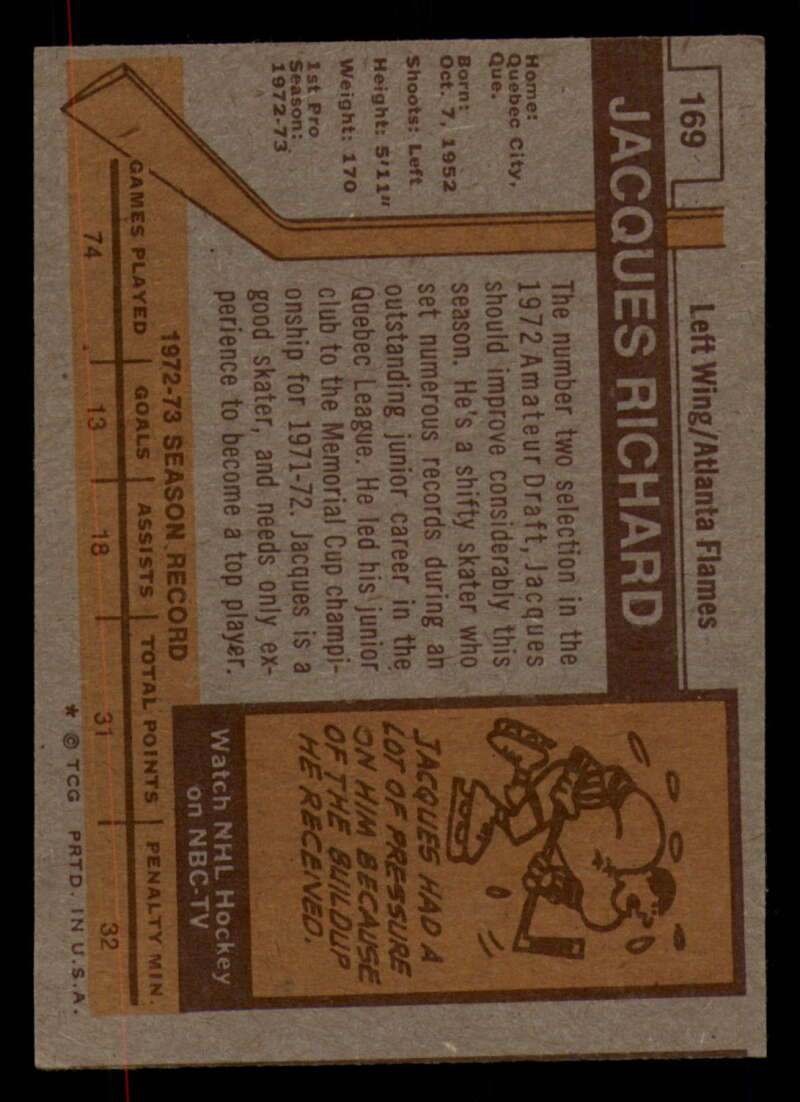 169
Left Wing/Atlanta Flames
JACQUES RICHARD
Home:
Quebec City,
Que.
Born:
Oct. 7, 1952
Shoots: Left
Height: 5'11"
Weight: 170
1st Pro
Season:
1972-73
The number two selection in the
1972 Amateur Draft, Jacques
should improve considerably this
season. He's a shifty skater who
set numerous records during an
outstanding junior career in the
Quebec League. He led his junior
club to the Memorial Cup champi-
onship for 1971-72. Jacques is a
good skater, and needs only ex-
perience to become a top player.
JACQUES HAD A
LOT OF PRESSURE
ON HIM BECAUSE
OF THE BUILDUP
HE RECEIVED.
Watch NHL Hockey
on NBC-TV
1972-73 SEASON RECORD
GAMES PLAYED GOALS ASSISTS TOTAL POINTS PENALTY MIN.
74 13 18 31 32
* © TCG PRTD. IN U.S.A.